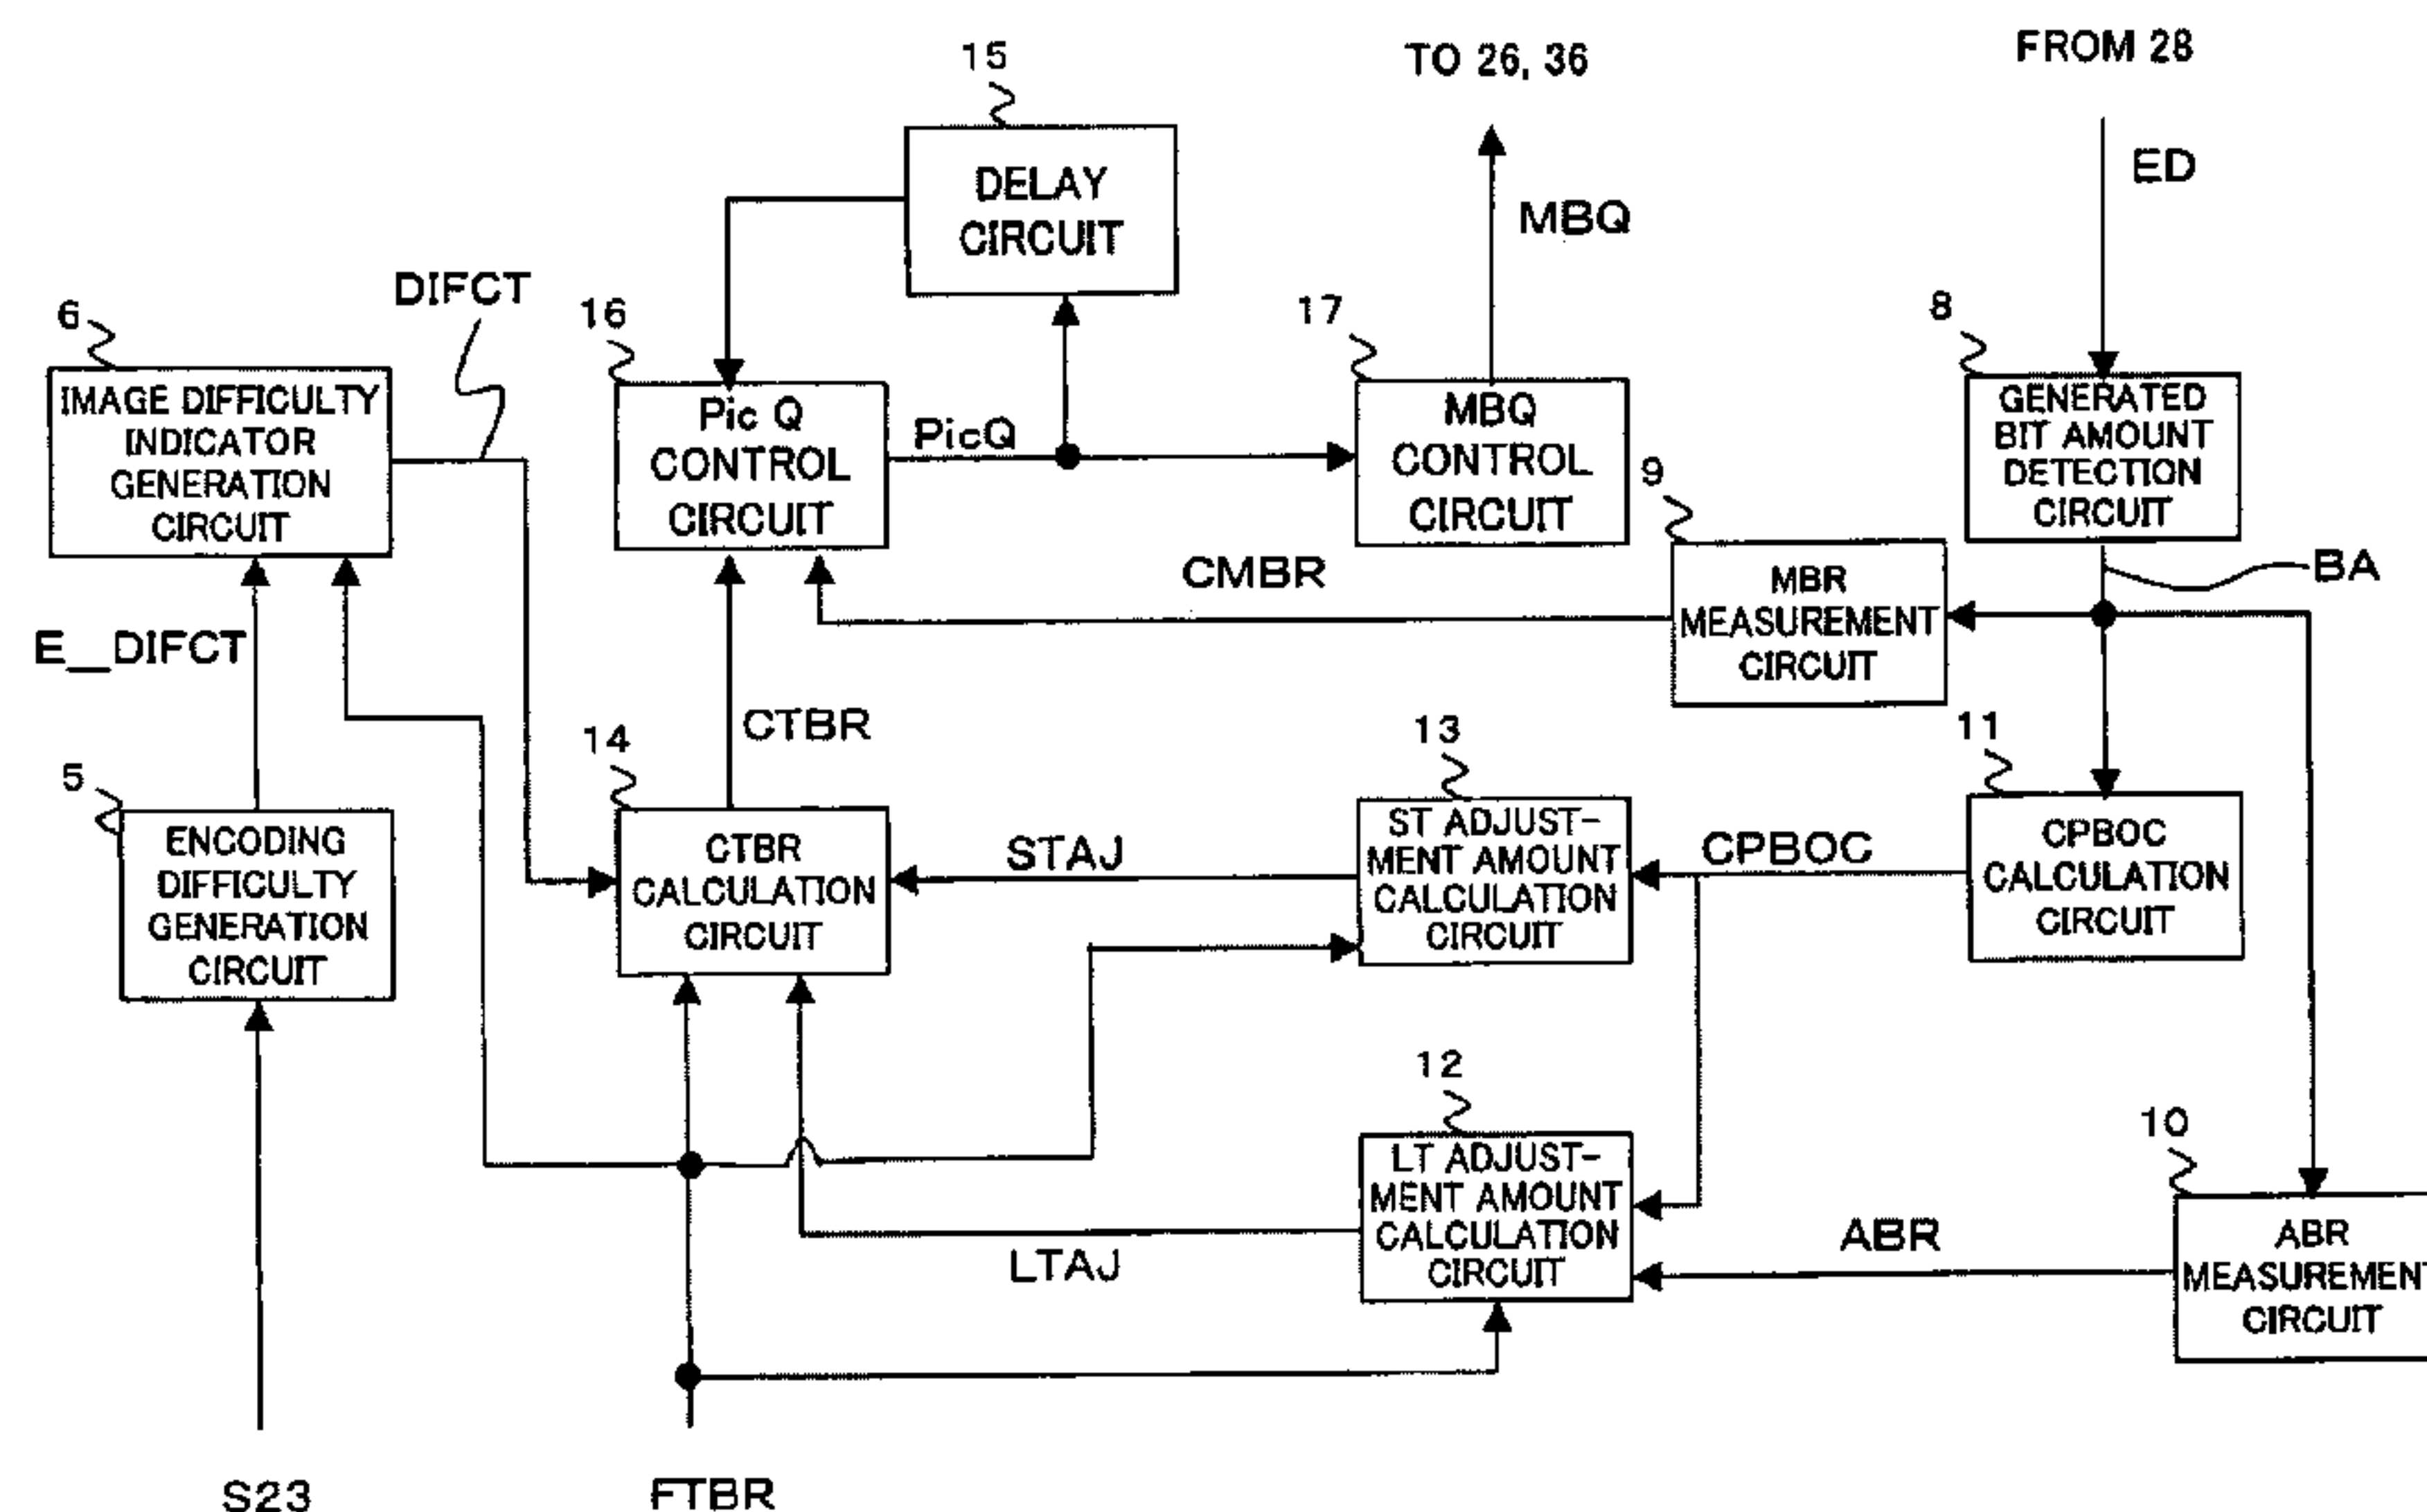 15
TO 26, 36
FROM 28
DELAY
CIRCUIT
MBQ
ED
DIFCT
6
16
17
8
IMAGE DIFFICULTY
INDICATOR
GENERATION
CIRCUIT
Pic Q
CONTROL
CIRCUIT
PicQ
MBQ
CONTROL
CIRCUIT
GENERATED
BIT AMOUNT
DETECTION
CIRCUIT
9
CMBR
MBR
MEASUREMENT
CIRCUIT
BA
E_DIFCT
CTBR
5
14
13
11
ENCODING
DIFFICULTY
GENERATION
CIRCUIT
CTBR
CALCULATION
CIRCUIT
STAJ
ST ADJUST-
MENT AMOUNT
CALCULATION
CIRCUIT
CPBOC
CPBOC
CALCULATION
CIRCUIT
12
10
LT ADJUST-
MENT AMOUNT
CALCULATION
CIRCUIT
LTAJ
ABR
ABR
MEASUREMENT
CIRCUIT
S23
FTBR